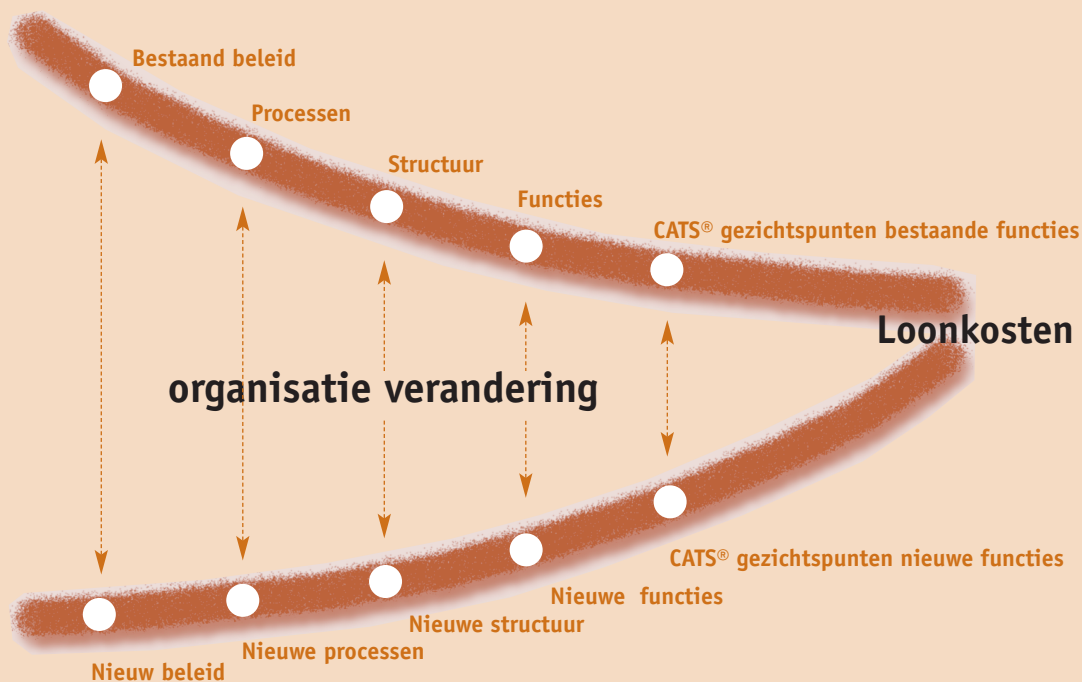 Bestaand beleid
Processen
Structuur
Functies
CATS® gezichtspunten bestaande functies
Loonkosten
organisatie verandering
CATS® gezichtspunten nieuwe functies
Nieuwe functies
Nieuwe structuur
Nieuwe processen
Nieuw beleid